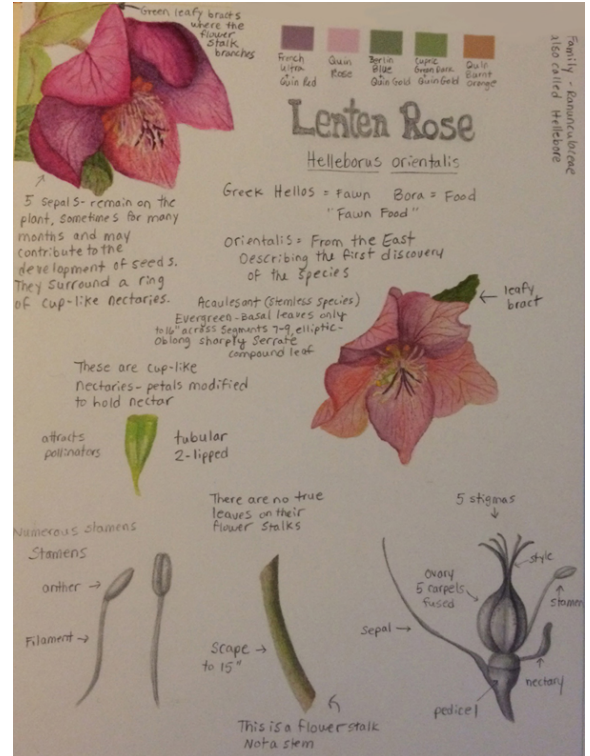 Green leafy bracts
where the
flower
stalk
branches
French
Ultra
Quin Red
Quin
Rose
Berlin
Blue
Quin Gold
Cupric
Green Pure
Quin Gold
Quin
Burnt
Orange
Family - Ranunculaceae
also called Hellebore
Lenten Rose
Helleborus orientalis
5 sepals- remain on the
plant, sometimes for many
months and may
contribute to the
development of seeds.
They surround a ring
of cup-like nectaries.
Greek Hellos = Fawn Bora = Food
"Fawn Food"
Orientalis = From the East
Describing the first discovery
of the species
Acaulesant (stemless species)
Evergreen-Basal leaves only
to 16" across segments 7-9, elliptic-
oblong sharply serrate
compound leaf
leafy
bract
These are cup-like
nectaries- petals modified
to hold nectar
attracts
pollinators
tubular
2-lipped
There are no true
leaves on their
flower stalks
Numerous stamens
Stamens
anther
Filament
Scape
to 15"
This is a flower stalk
Not a stem
5 stigmas
style
ovary
5 carpels
fused
stamen
Sepal
nectary
pedicel